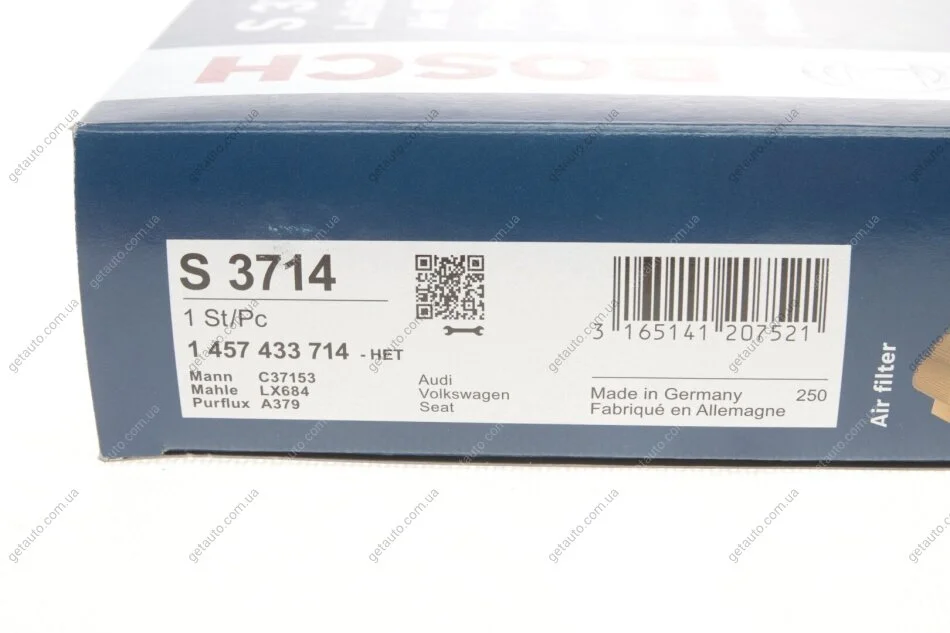 S 3
BOSCH
S 3714
1 St/Pc
1 457 433 714 - HET
Mann C37153
Mahle LX684
Purflux A379
Audi
Volkswagen
Seat
3 165141 207521
Made in Germany 250
Fabriqué en Allemagne
Air filter
getauto.com.ua